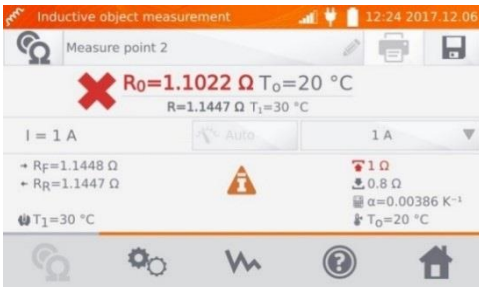 Inductive object measurement
12:24 2017.12.06
Measure point 2
R₀=1.1022 Ω T₀=20 °C
R=1.1447 Ω T₁=30 °C
I = 1 A
Auto
1 A
→ RF=1.1448 Ω
← RR=1.1447 Ω
T₁=30 °C
1 Ω
0.8 Ω
α=0.00386 K⁻¹
T₀=20 °C